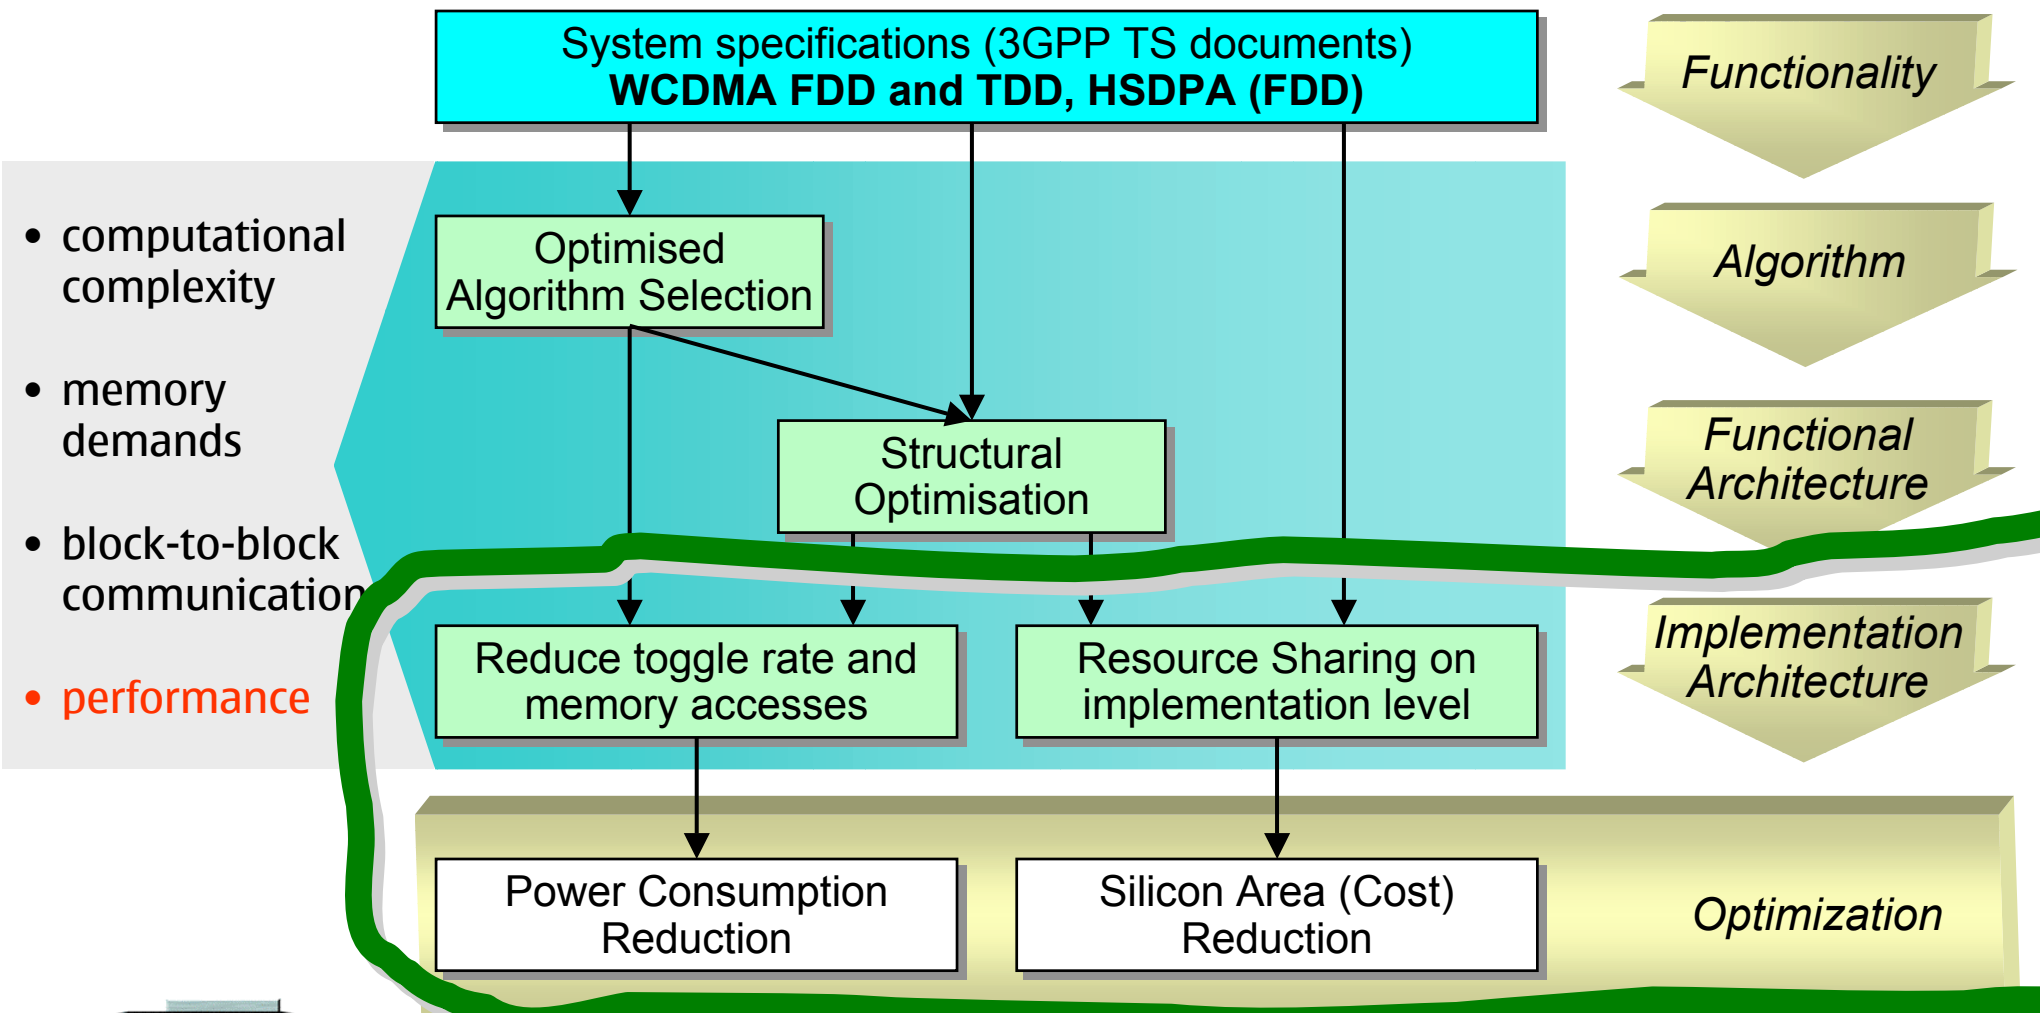 System specifications (3GPP TS documents)
WCDMA FDD and TDD, HSDPA (FDD)
Functionality
• computational
complexity
Optimised
Algorithm Selection
Algorithm
• memory
demands
Structural
Optimisation
Functional
Architecture
• block-to-block
communication
Reduce toggle rate and
memory accesses
Resource Sharing on
implementation level
Implementation
Architecture
• performance
Power Consumption
Reduction
Silicon Area (Cost)
Reduction
Optimization